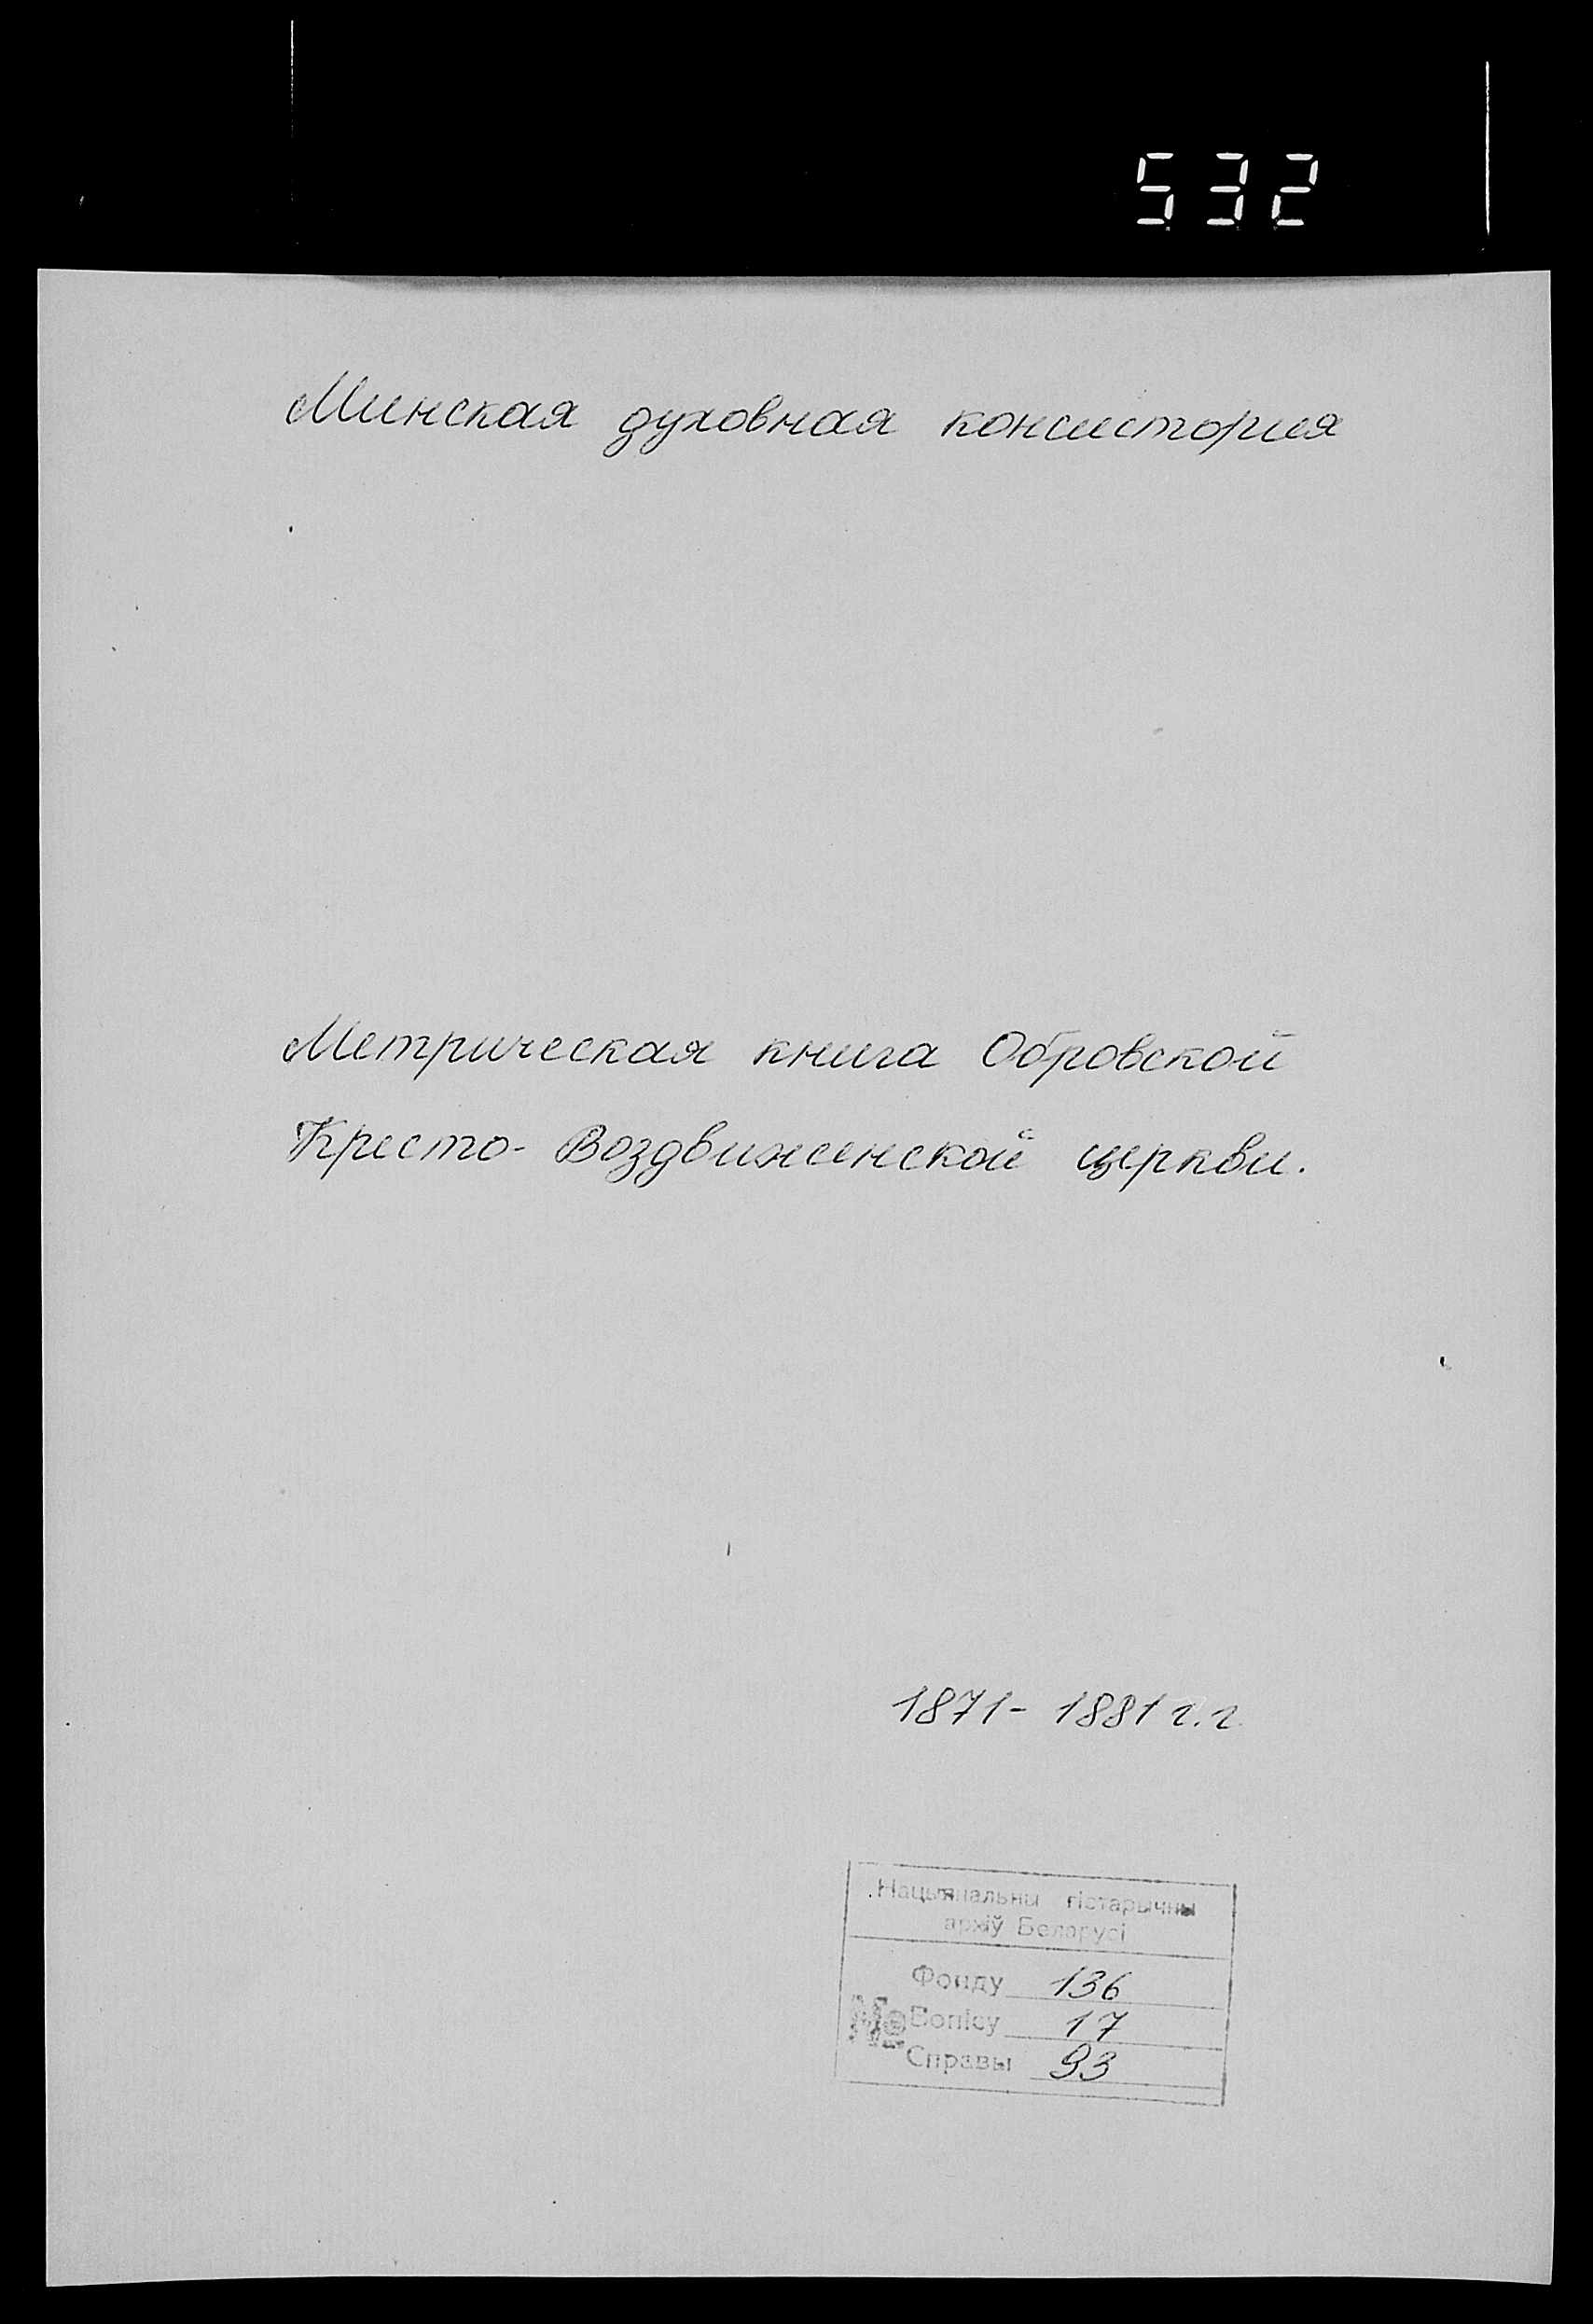 532
Минская духовная консистория
Метрическая книга Обровской
Кресто-Воздвиженской церкви.
1871-1881 г.г.
Нацыянальны гістарычны
архіў Беларусі
Фонду 136
№ Вопісу 17
Справы 93